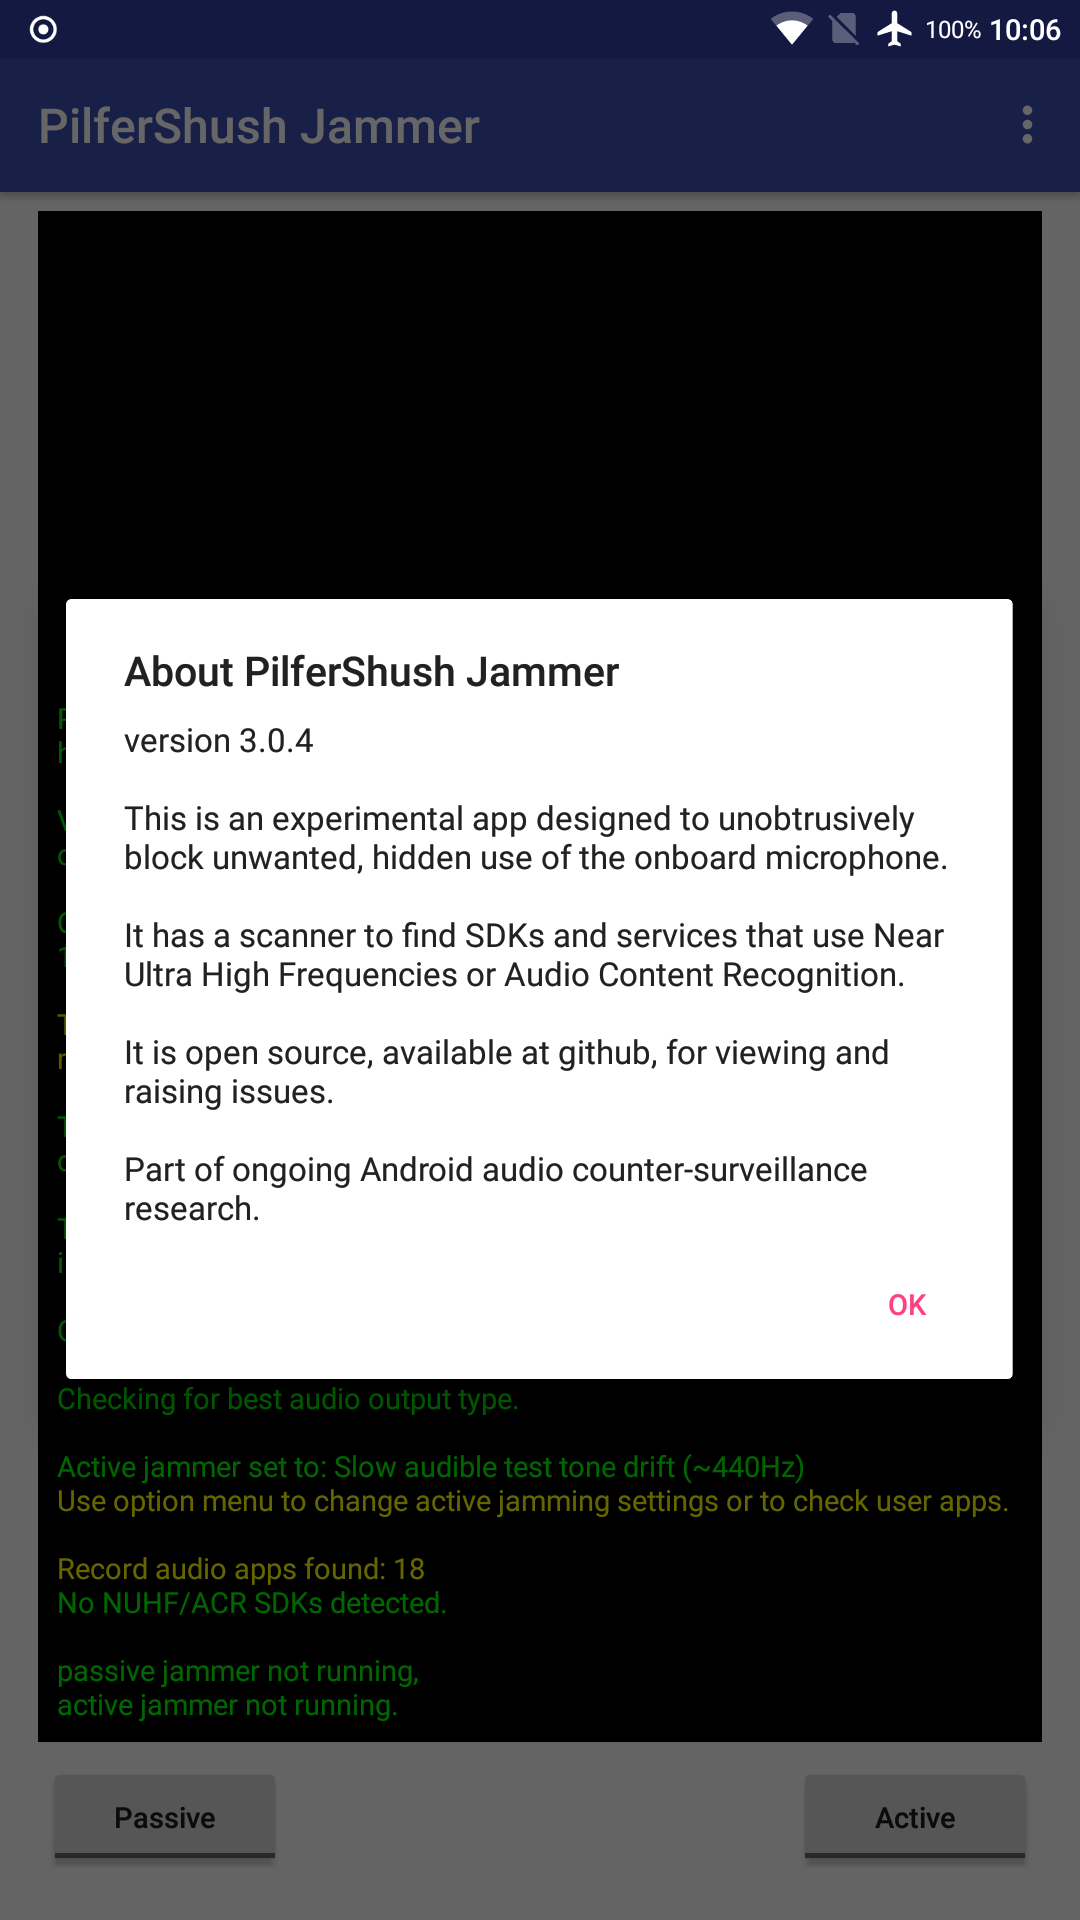 100% 10:06
PilferShush Jammer
About PilferShush Jammer
version 3.0.4
This is an experimental app designed to unobtrusively
block unwanted, hidden use of the onboard microphone.
It has a scanner to find SDKs and services that use Near
Ultra High Frequencies or Audio Content Recognition.
It is open source, available at github, for viewing and
raising issues.
Part of ongoing Android audio counter-surveillance
research.
OK
Checking for best audio output type.
Active jammer set to: Slow audible test tone drift (~440Hz)
Use option menu to change active jamming settings or to check user apps.
Record audio apps found: 18
No NUHF/ACR SDKs detected.
passive jammer not running,
active jammer not running.
Passive
Active